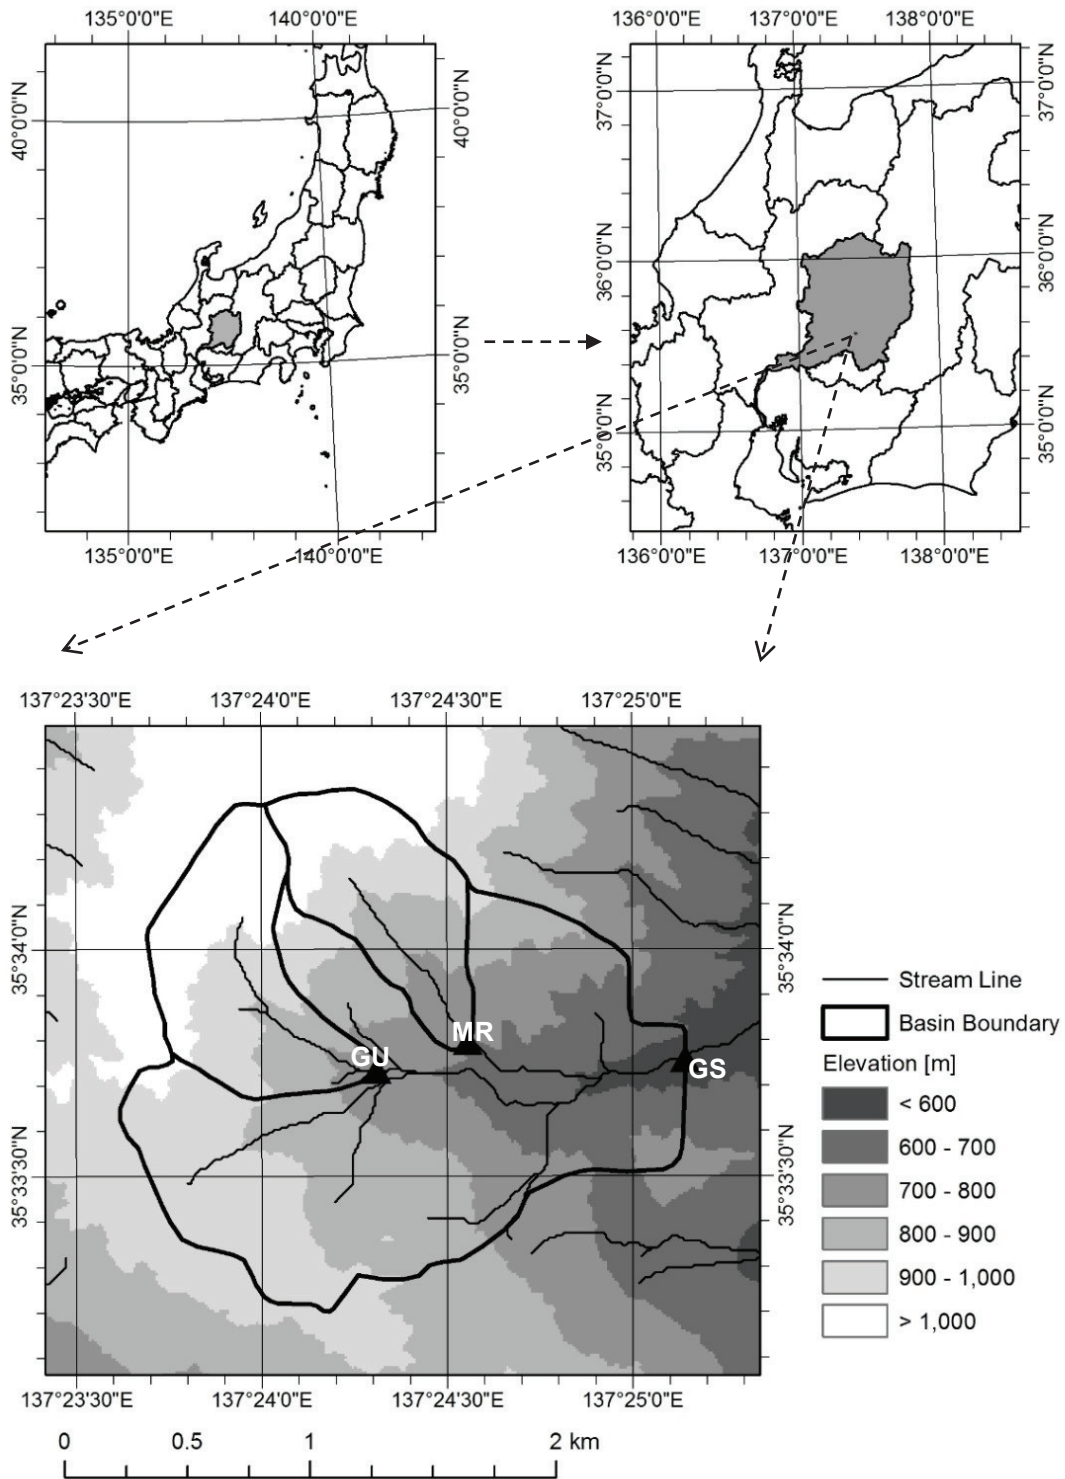 135°0'0"E 140°0'0"E
40°0'0"N
40°0'0"N
35°0'0"N
35°0'0"N
135°0'0"E 140°0'0"E
136°0'0"E 137°0'0"E 138°0'0"E
37°0'0"N
37°0'0"N
36°0'0"N
36°0'0"N
35°0'0"N
35°0'0"N
136°0'0"E 137°0'0"E 138°0'0"E
137°23'30"E 137°24'0"E 137°24'30"E 137°25'0"E
35°34'0"N
35°34'0"N
35°33'30"N
35°33'30"N
MR
GU
GS
137°23'30"E 137°24'0"E 137°24'30"E 137°25'0"E
Stream Line
Basin Boundary
Elevation [m]
< 600
600 - 700
700 - 800
800 - 900
900 - 1,000
> 1,000
0 0.5 1 2 km